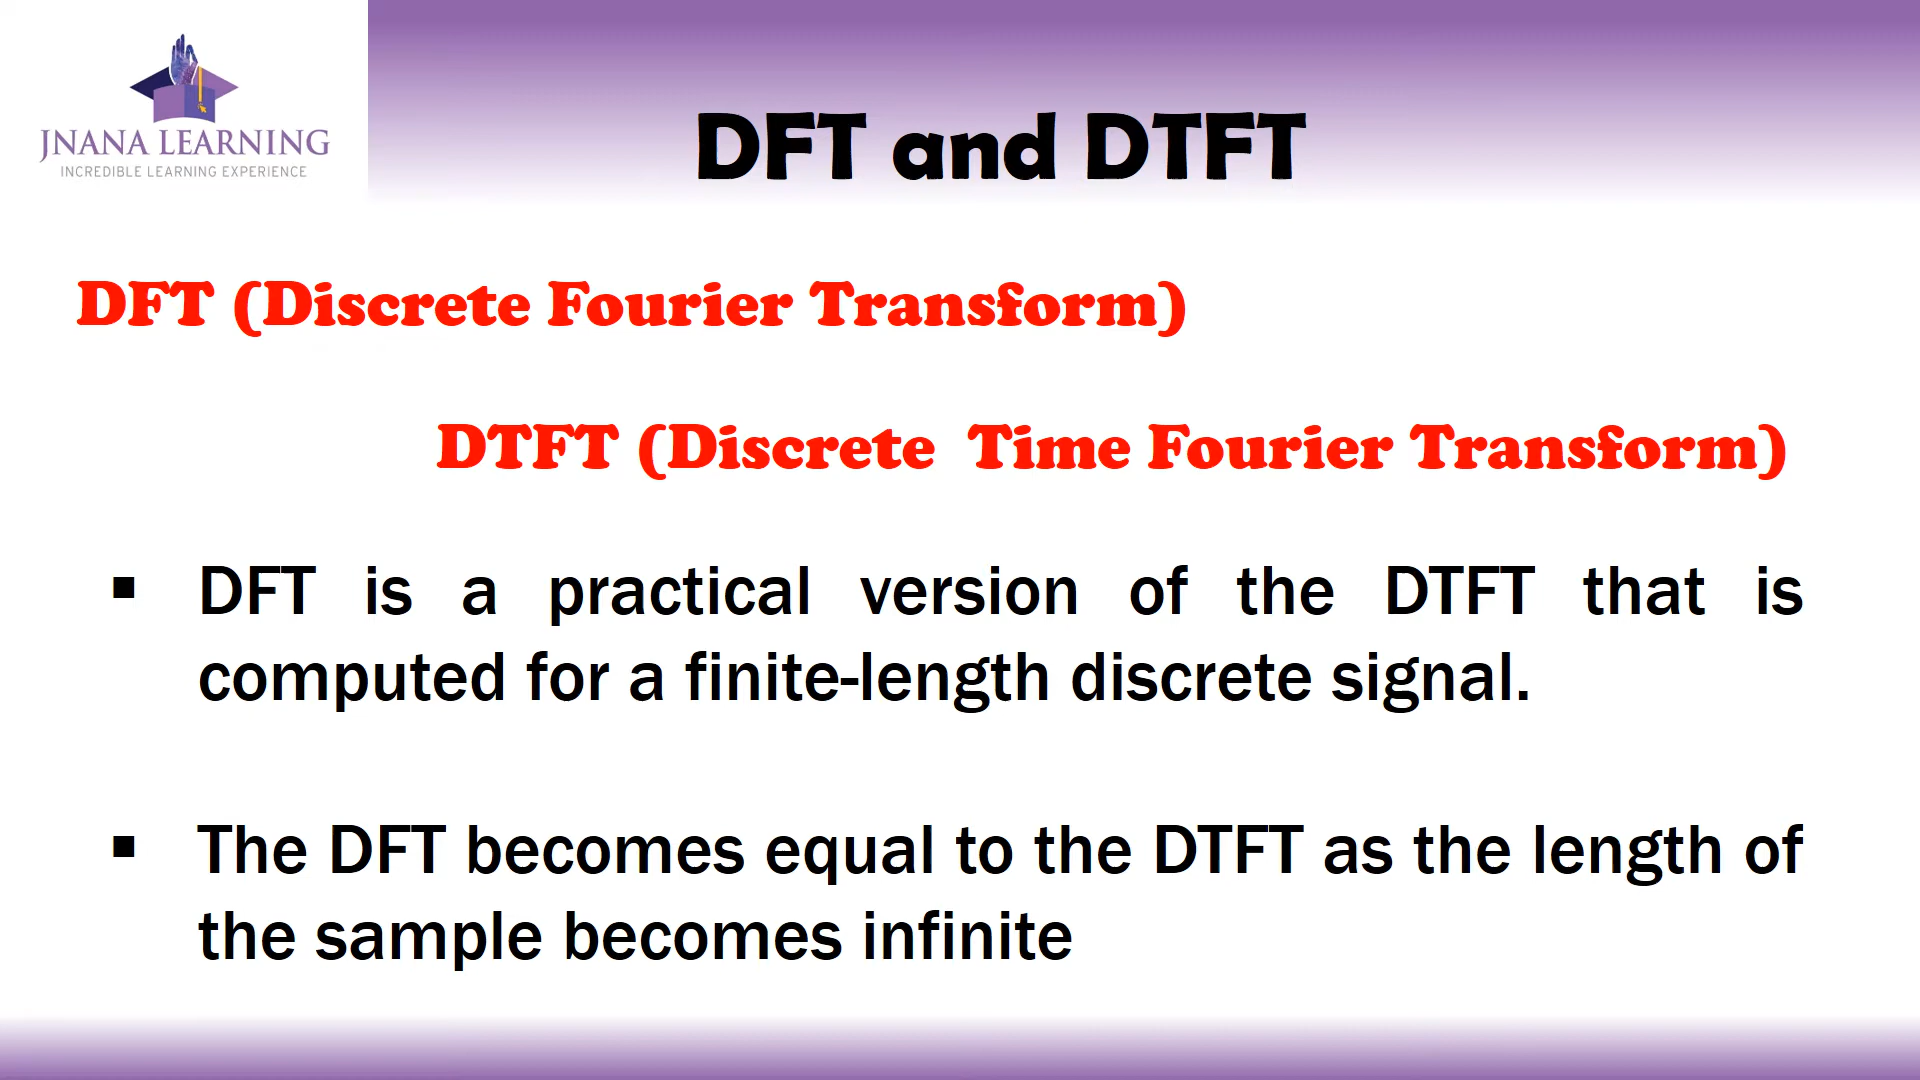 JNANA LEARNING
INCREDIBLE LEARNING EXPERIENCE
DFT and DTFT
DFT (Discrete Fourier Transform)
DTFT (Discrete Time Fourier Transform)
▪ DFT is a practical version of the DTFT that is
computed for a finite-length discrete signal.
▪ The DFT becomes equal to the DTFT as the length of
the sample becomes infinite